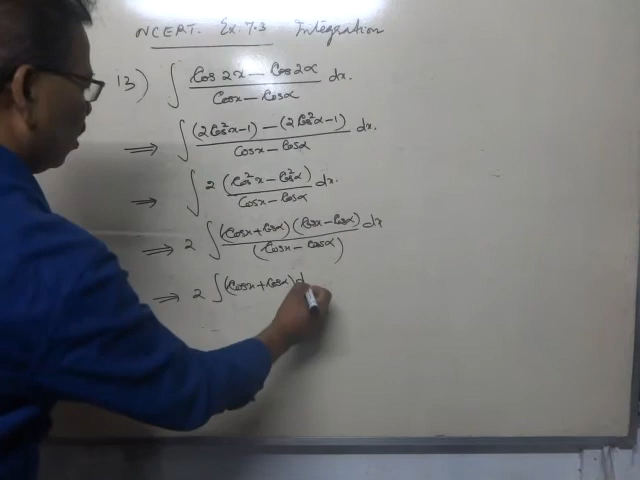 NCERT. Ex. 7.3 Integration
13) ∫ (Cos 2x − Cos 2α)/(Cosx − Cosα) dx.
⟹ ∫ ((2Cos²x−1) − (2Cos²α−1))/(Cosx − Cosα) dx.
⟹ ∫ 2 (Cos²x − Cos²α)/(Cosx − Cosα) dx.
⟹ 2 ∫ (Cosx+Cosα)(Cosx−Cosα)/(Cosx − Cosα) dx
⟹ 2 ∫ (Cosx+Cosα) d